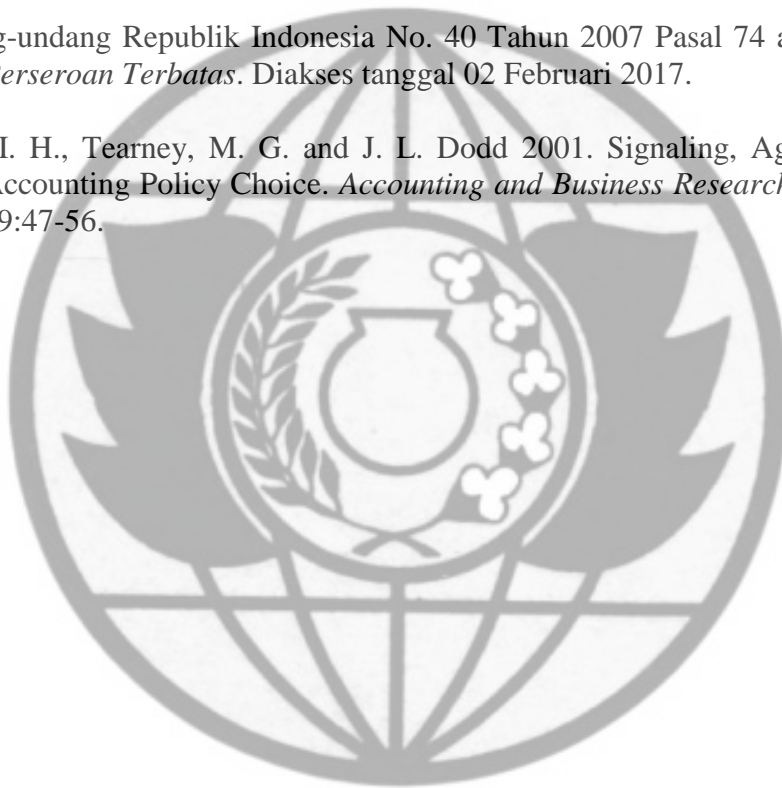 g-undang Republik Indonesia No. 40 Tahun 2007 Pasal 74 a
Perseroan Terbatas. Diakses tanggal 02 Februari 2017.
I. H., Tearney, M. G. and J. L. Dodd 2001. Signaling, Ag
Accounting Policy Choice. Accounting and Business Research
9:47-56.